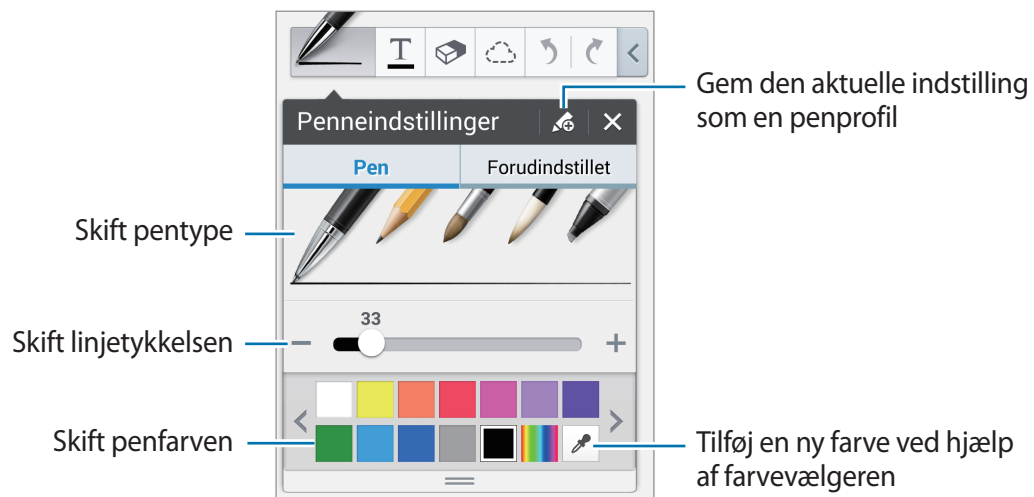 T
Gem den aktuelle indstilling
som en penprofil
Penneindstillinger
Pen
Forudindstillet
Skift pentype
33
Skift linjetykkelsen
Skift penfarven
Tilføj en ny farve ved hjælp
af farvevælgeren